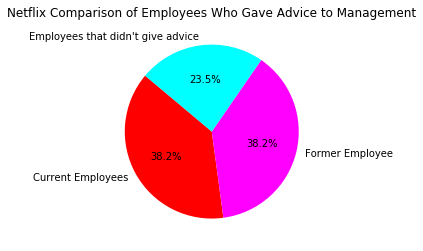 Netflix Comparison of Employees Who Gave Advice to Management
Employees that didn't give advice
23.5%
38.2%
38.2%
Former Employee
Current Employees